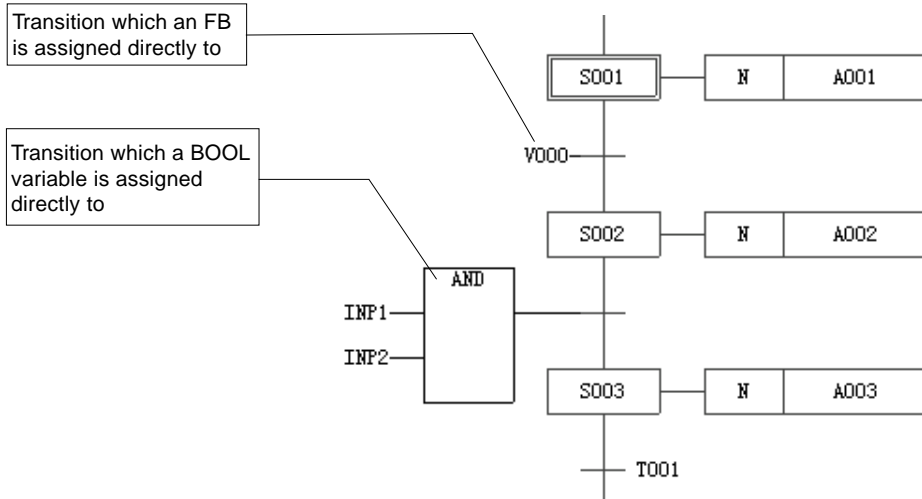 Transition which an FB
is assigned directly to
S001 N A001
V000
Transition which a BOOL
variable is assigned
directly to
S002 N A002
AND
INP1
INP2
S003 N A003
T001